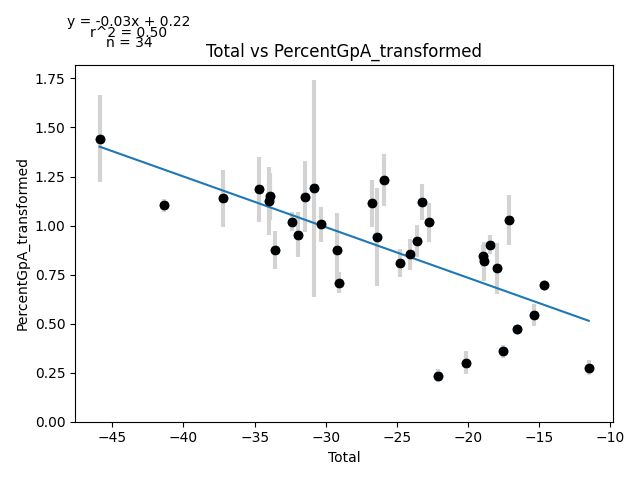 y = -0.03x + 0.22
r^2 = 0.50
n = 34
Total vs PercentGpA_transformed
PercentGpA_transformed
1.75
1.50
1.25
1.00
0.75
0.50
0.25
0.00
−45
−40
−35
−30
−25
−20
−15
−10
Total